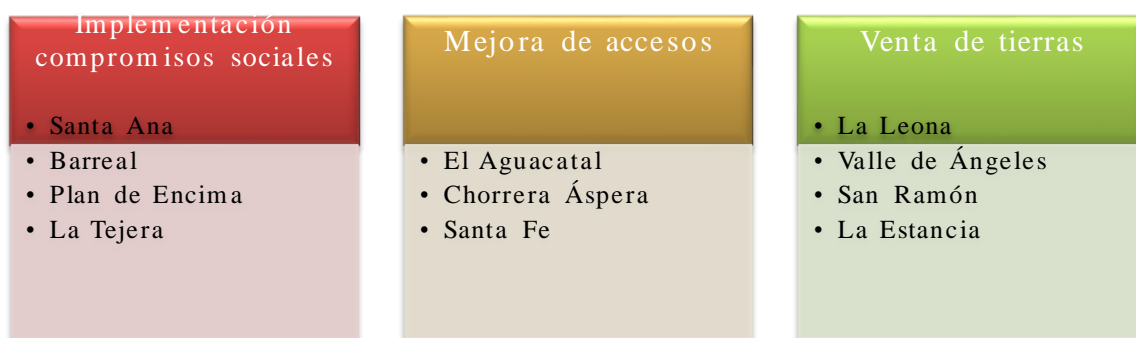 Implementación
compromisos sociales
• Santa Ana
• Barreal
• Plan de Encima
• La Tejera
Mejora de accesos
• El Aguacatal
• Chorrera Áspera
• Santa Fe
Venta de tierras
• La Leona
• Valle de Ángeles
• San Ramón
• La Estancia